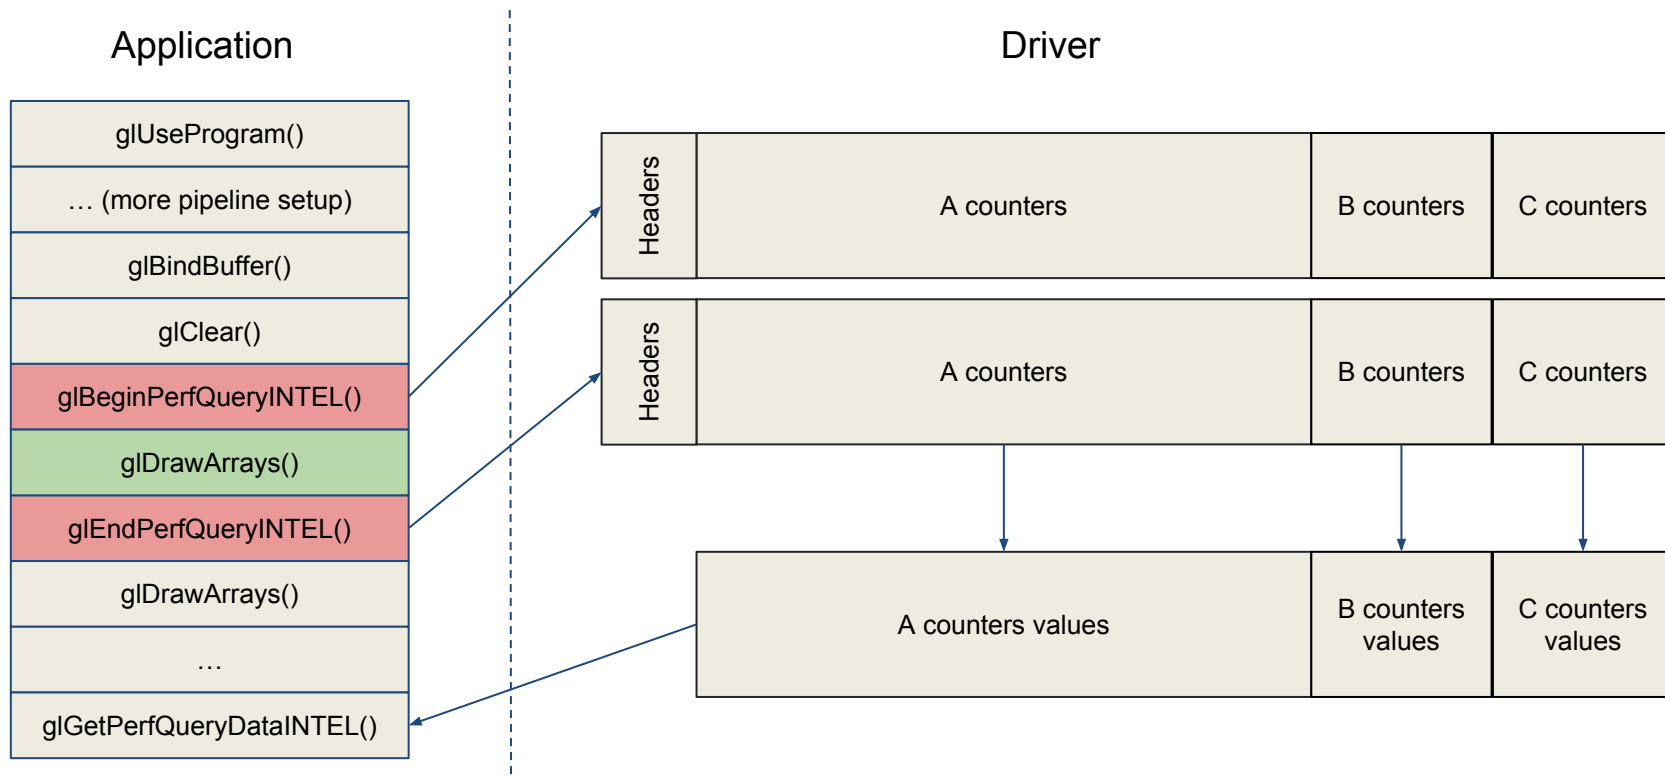 Application
glUseProgram()
… (more pipeline setup)
glBindBuffer()
glClear()
glBeginPerfQueryINTEL()
glDrawArrays()
glEndPerfQueryINTEL()
glDrawArrays()
…
glGetPerfQueryDataINTEL()
Driver
Headers
A counters
B counters
C counters
Headers
A counters
B counters
C counters
A counters values
B counters
values
C counters
values